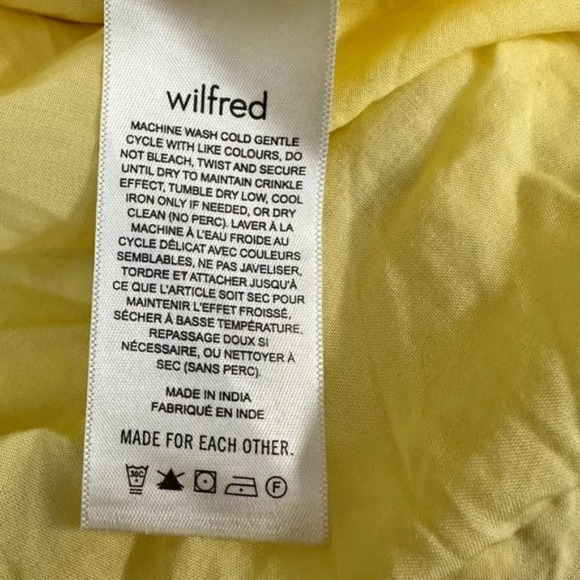 wilfred
MACHINE WASH COLD GENTLE
CYCLE WITH LIKE COLOURS, DO
NOT BLEACH, TWIST AND SECURE
UNTIL DRY TO MAINTAIN CRINKLE
EFFECT, TUMBLE DRY LOW, COOL
IRON ONLY IF NEEDED, OR DRY
CLEAN (NO PERC). LAVER À LA
MACHINE À L'EAU FROIDE AU
CYCLE DÉLICAT AVEC COULEURS
SEMBLABLES, NE PAS JAVELISER,
TORDRE ET ATTACHER JUSQU'À
CE QUE L'ARTICLE SOIT SEC POUR
MAINTENIR L'EFFET FROISSÉ,
SÉCHER À BASSE TEMPÉRATURE.
REPASSAGE DOUX SI
NÉCESSAIRE, OU NETTOYER À
SEC (SANS PERC).
MADE IN INDIA
FABRIQUÉ EN INDE
MADE FOR EACH OTHER.
30C F